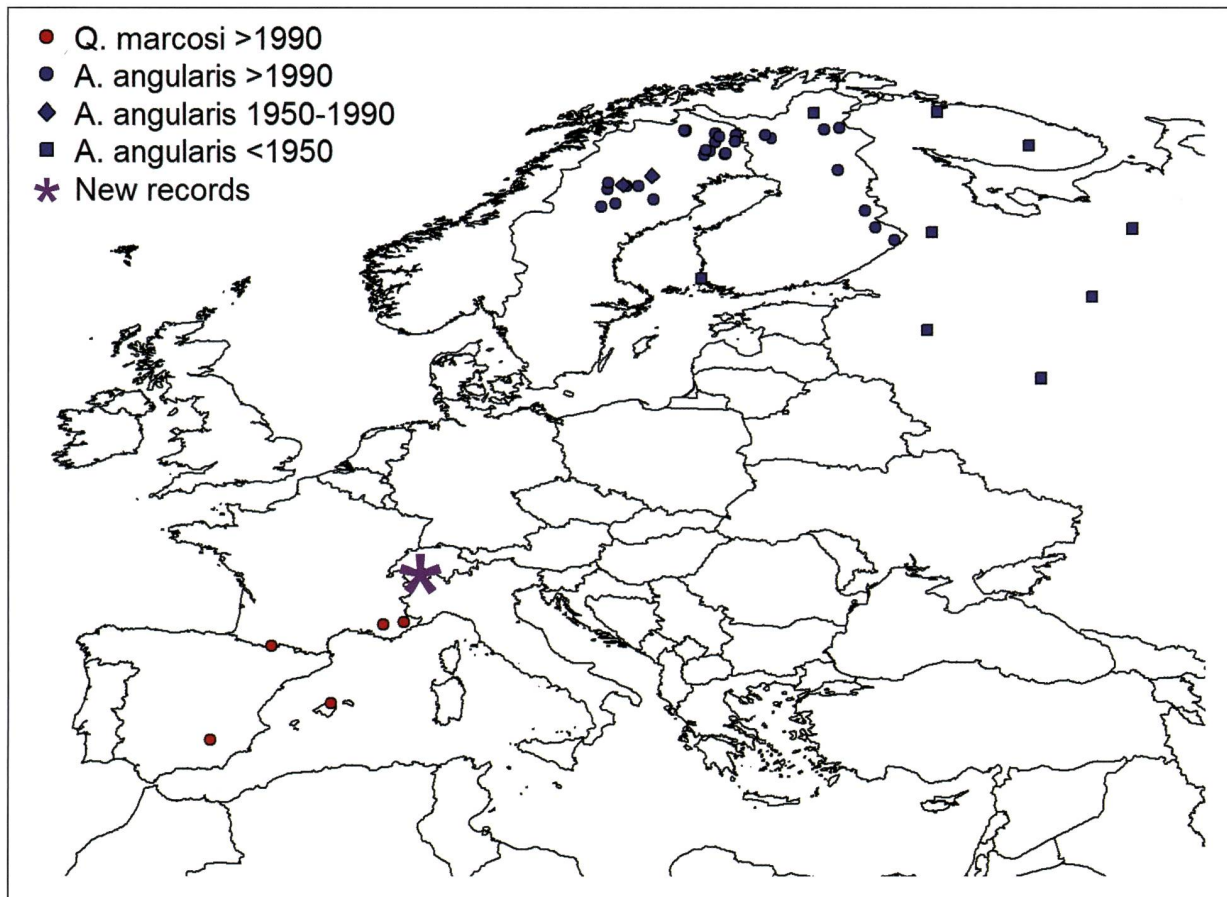 Q. marcosi >1990
A. angularis >1990
A. angularis 1950-1990
A. angularis <1950
New records